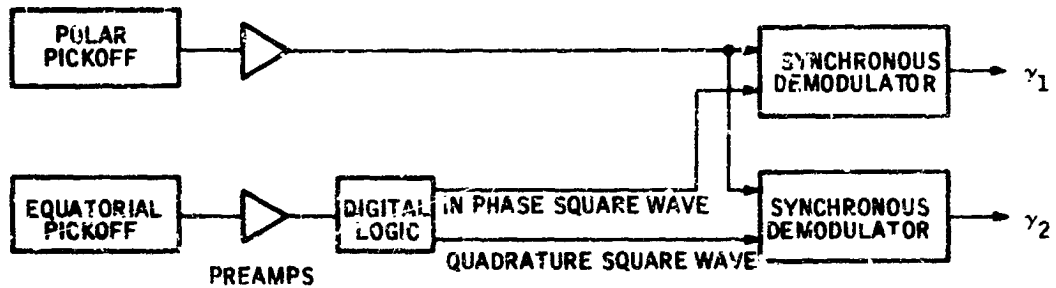 POLAR
PICKOFF
SYNCHRONOUS
DEMODULATOR
γ1
EQUATORIAL
PICKOFF
DIGITAL
LOGIC
IN PHASE SQUARE WAVE
SYNCHRONOUS
DEMODULATOR
γ2
QUADRATURE SQUARE WAVE
PREAMPS